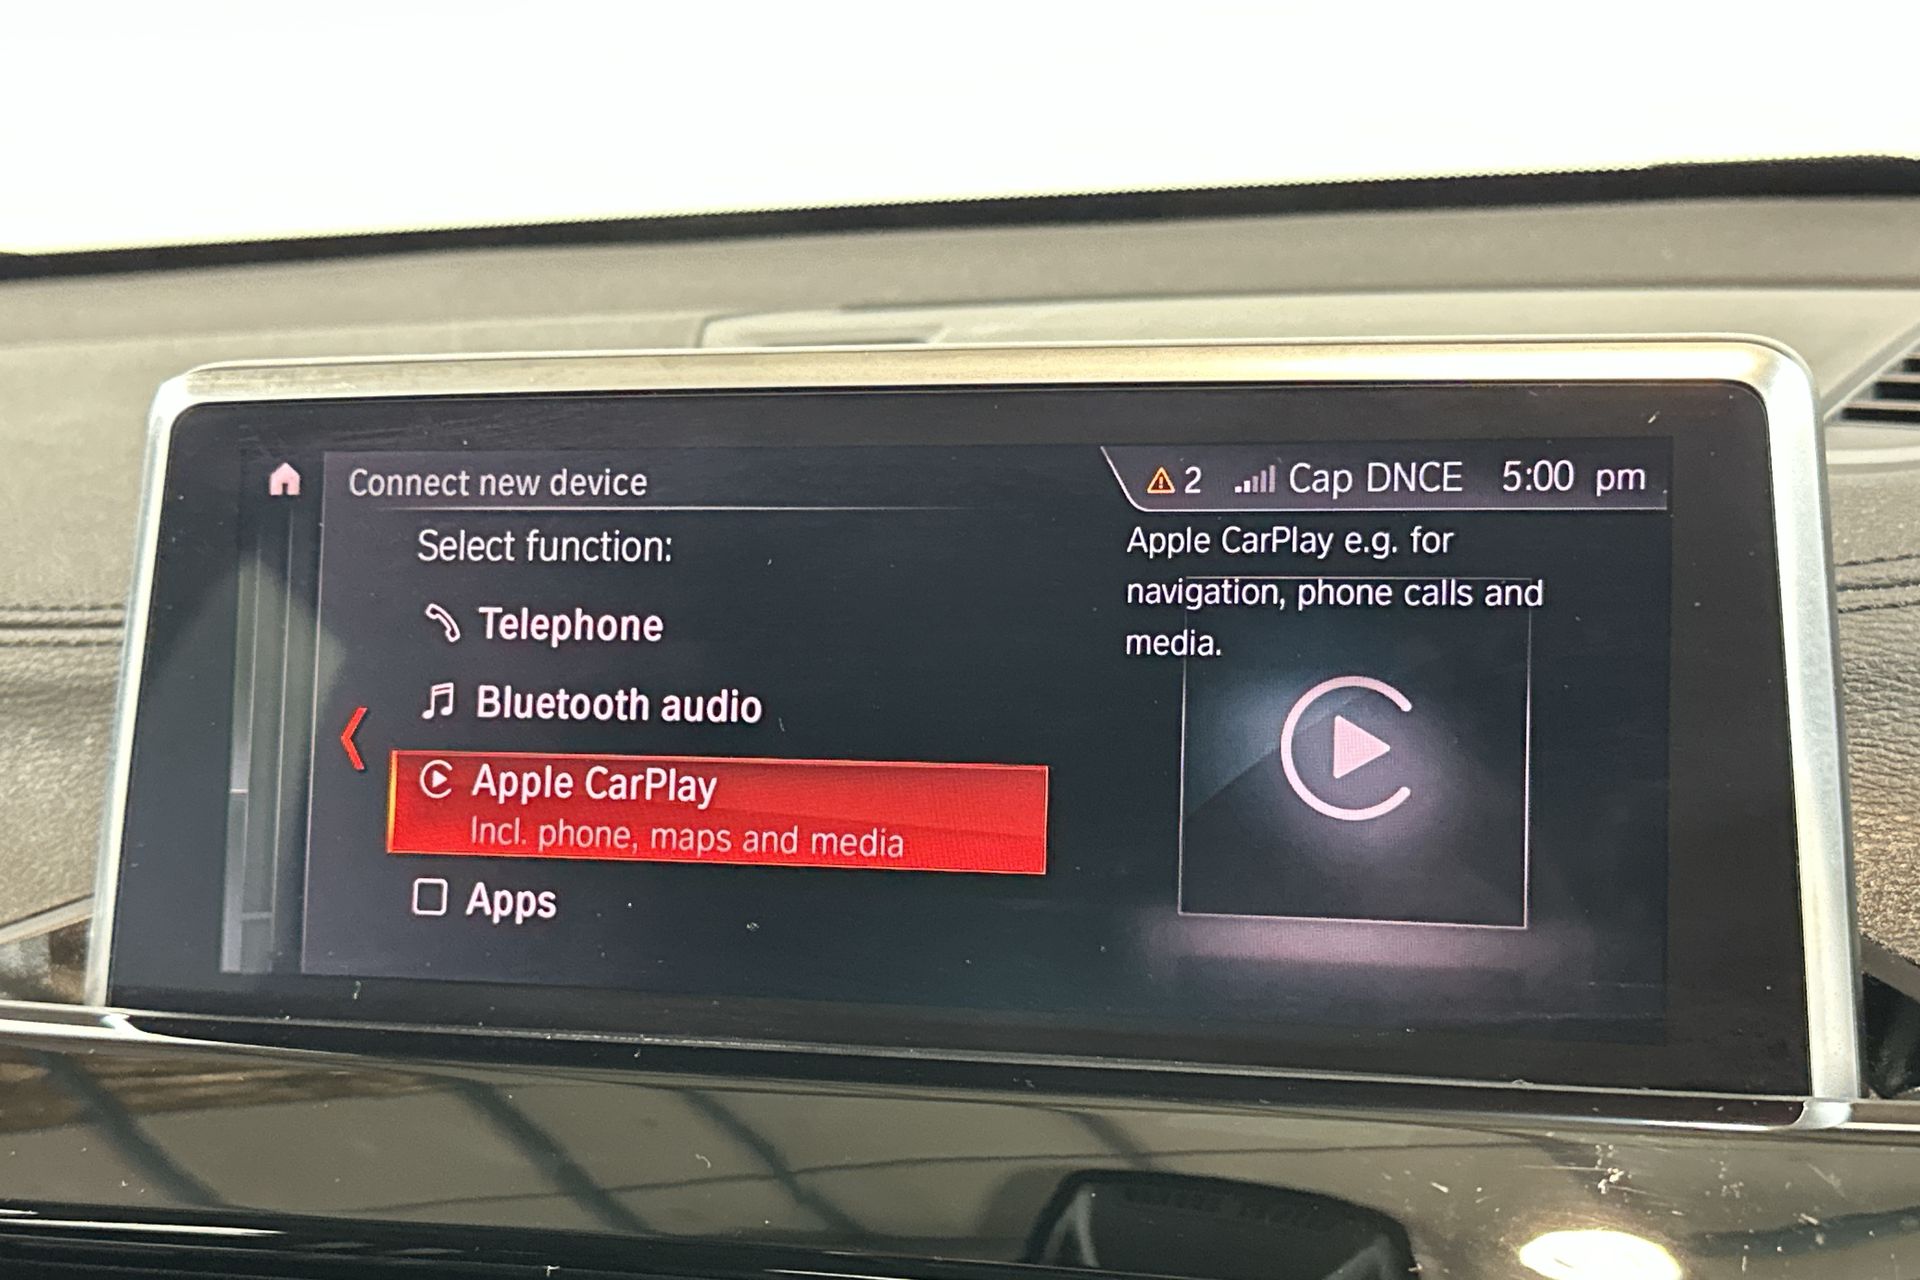 Connect new device
2 Cap DNCE 5:00 pm
Select function:
Telephone
Bluetooth audio
Apple CarPlay
Incl. phone, maps and media
Apps
Apple CarPlay e.g. for
navigation, phone calls and
media.